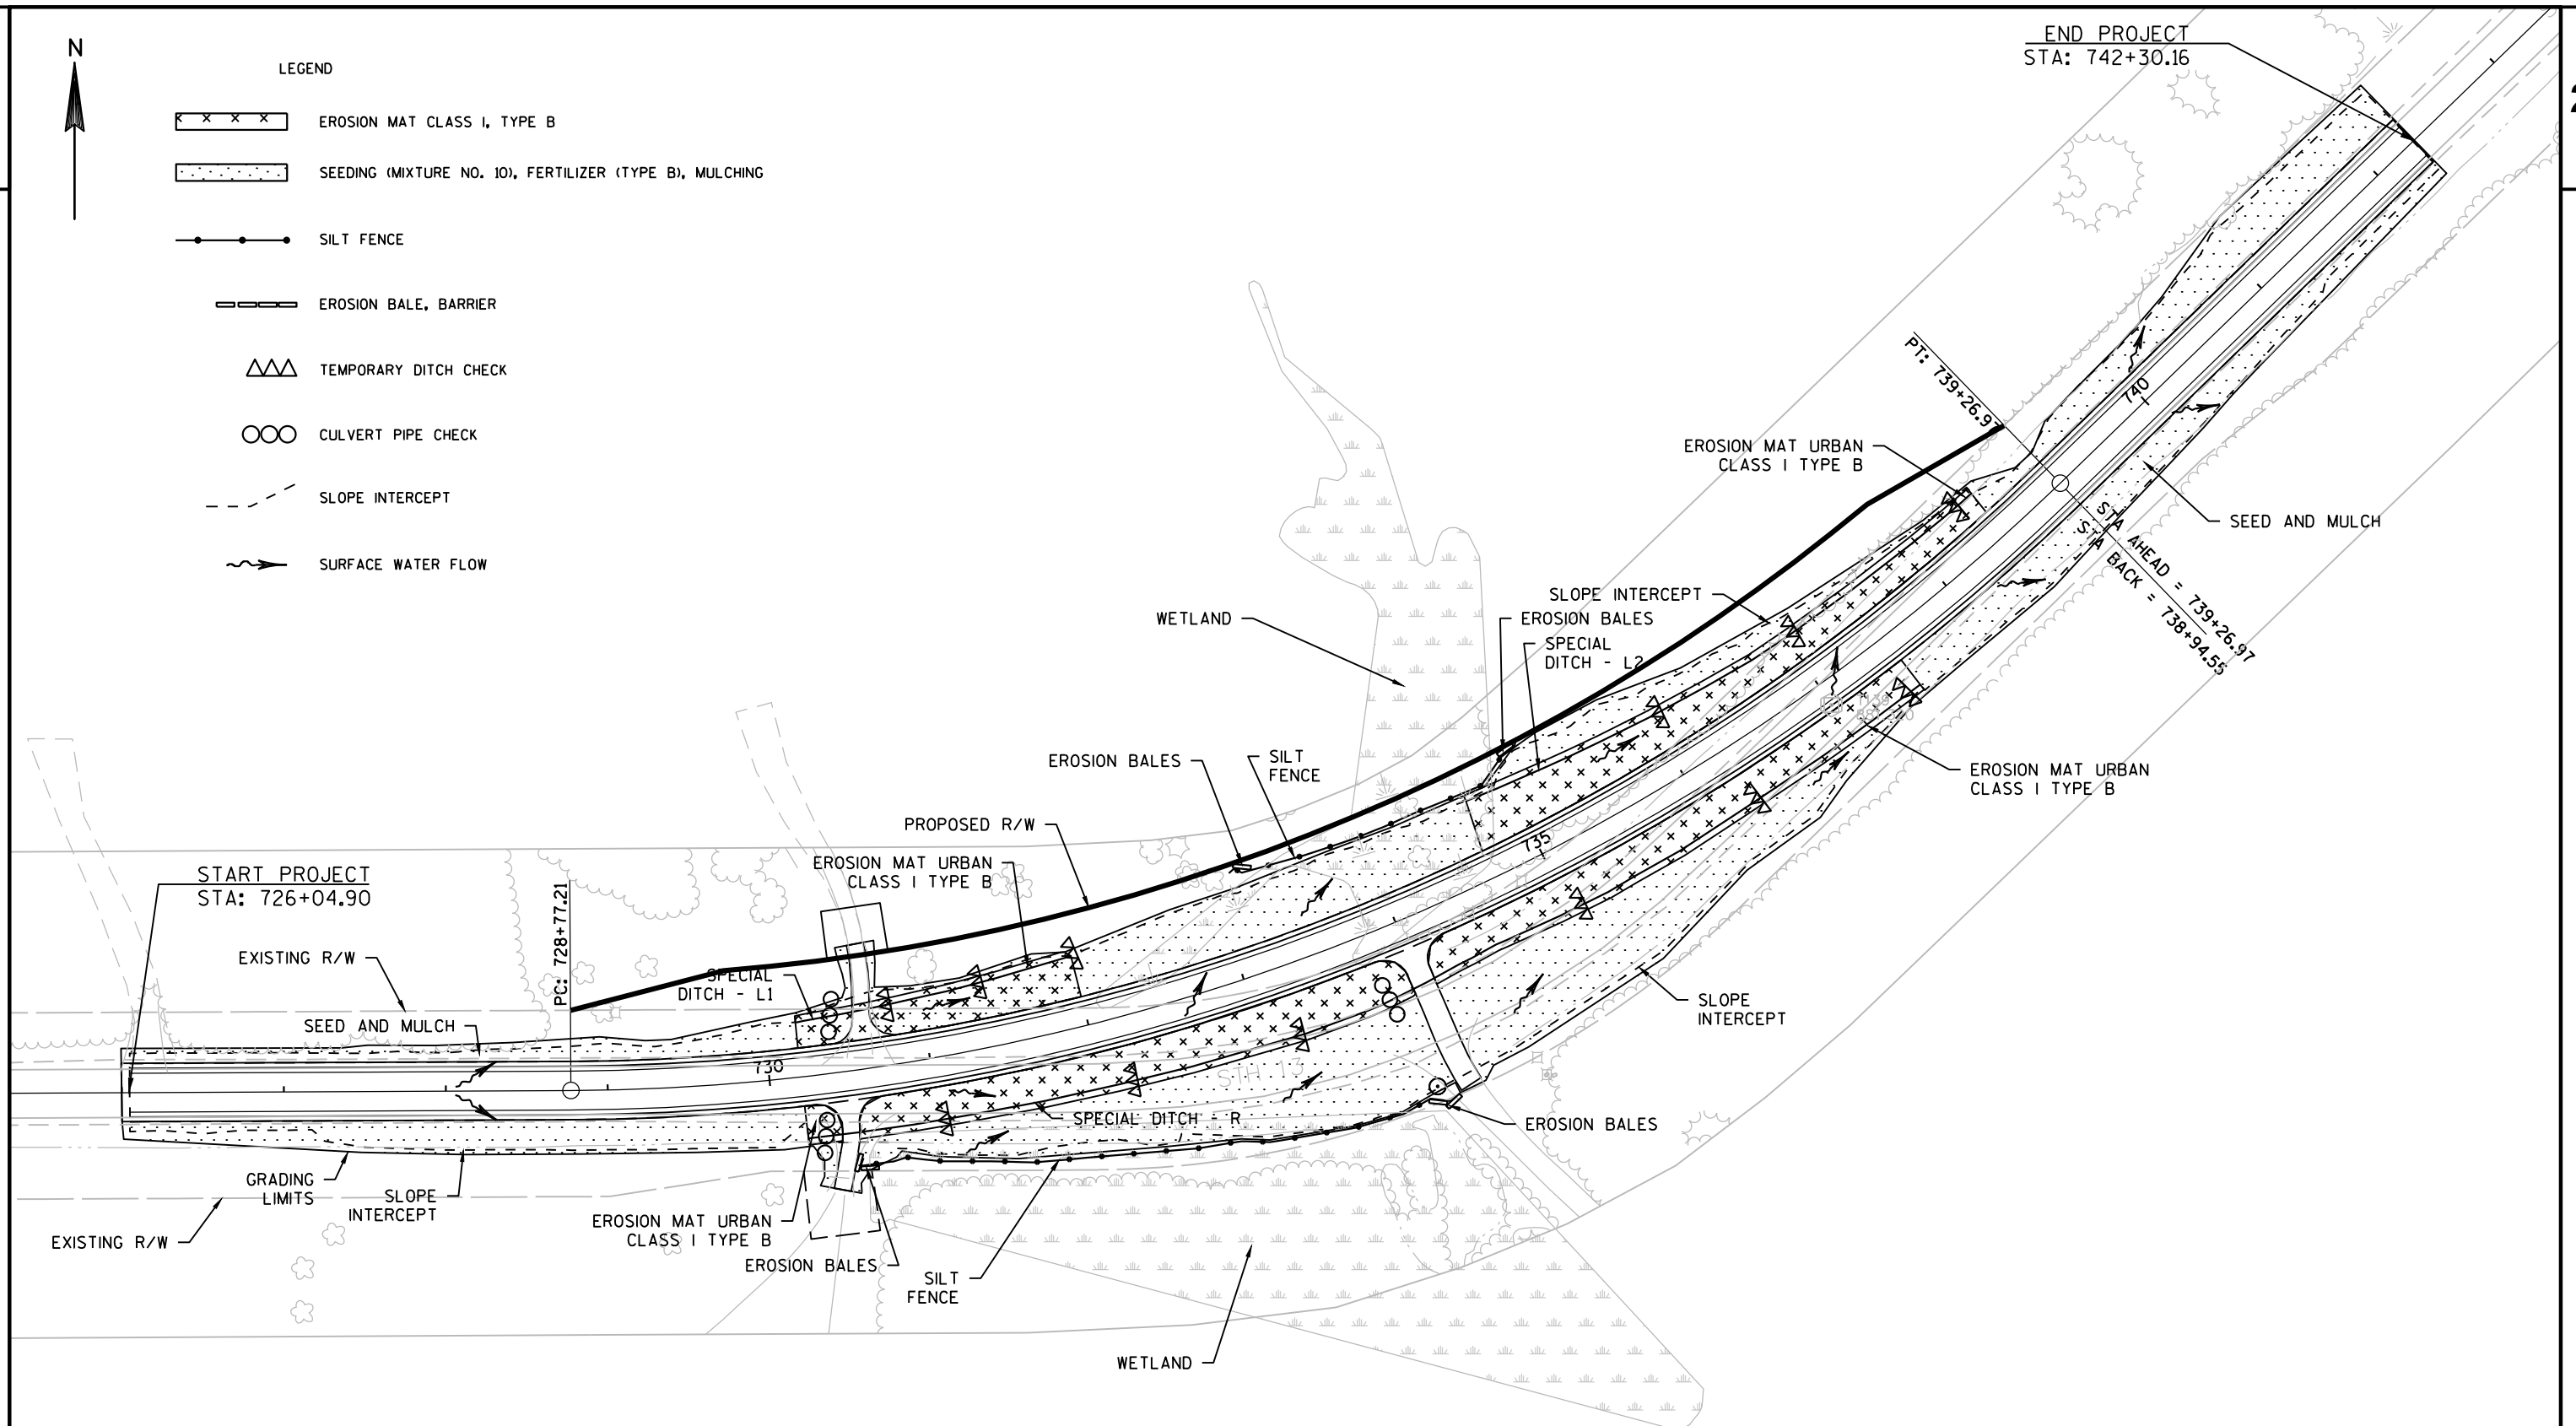 N
LEGEND
EROSION MAT CLASS I, TYPE B
SEEDING (MIXTURE NO. 10), FERTILIZER (TYPE B), MULCHING
SILT FENCE
EROSION BALE, BARRIER
TEMPORARY DITCH CHECK
CULVERT PIPE CHECK
SLOPE INTERCEPT
SURFACE WATER FLOW
END PROJECT
STA: 742+30.16
PT: 739+26.97
740
EROSION MAT URBAN
CLASS I TYPE B
SEED AND MULCH
STA AHEAD = 739+26.97
STA BACK = 738+94.55
SLOPE INTERCEPT
EROSION BALES
SPECIAL
DITCH - L2
WETLAND
EROSION BALES
SILT
FENCE
EROSION MAT URBAN
CLASS I TYPE B
PROPOSED R/W
735
EROSION MAT URBAN
CLASS I TYPE B
START PROJECT
STA: 726+04.90
PC: 728+77.21
EXISTING R/W
SPECIAL
DITCH - L1
SEED AND MULCH
SLOPE
INTERCEPT
730
STH 13
SPECIAL DITCH - R
EROSION BALES
GRADING
LIMITS
SLOPE
INTERCEPT
EXISTING R/W
EROSION MAT URBAN
CLASS I TYPE B
EROSION BALES
SILT
FENCE
WETLAND